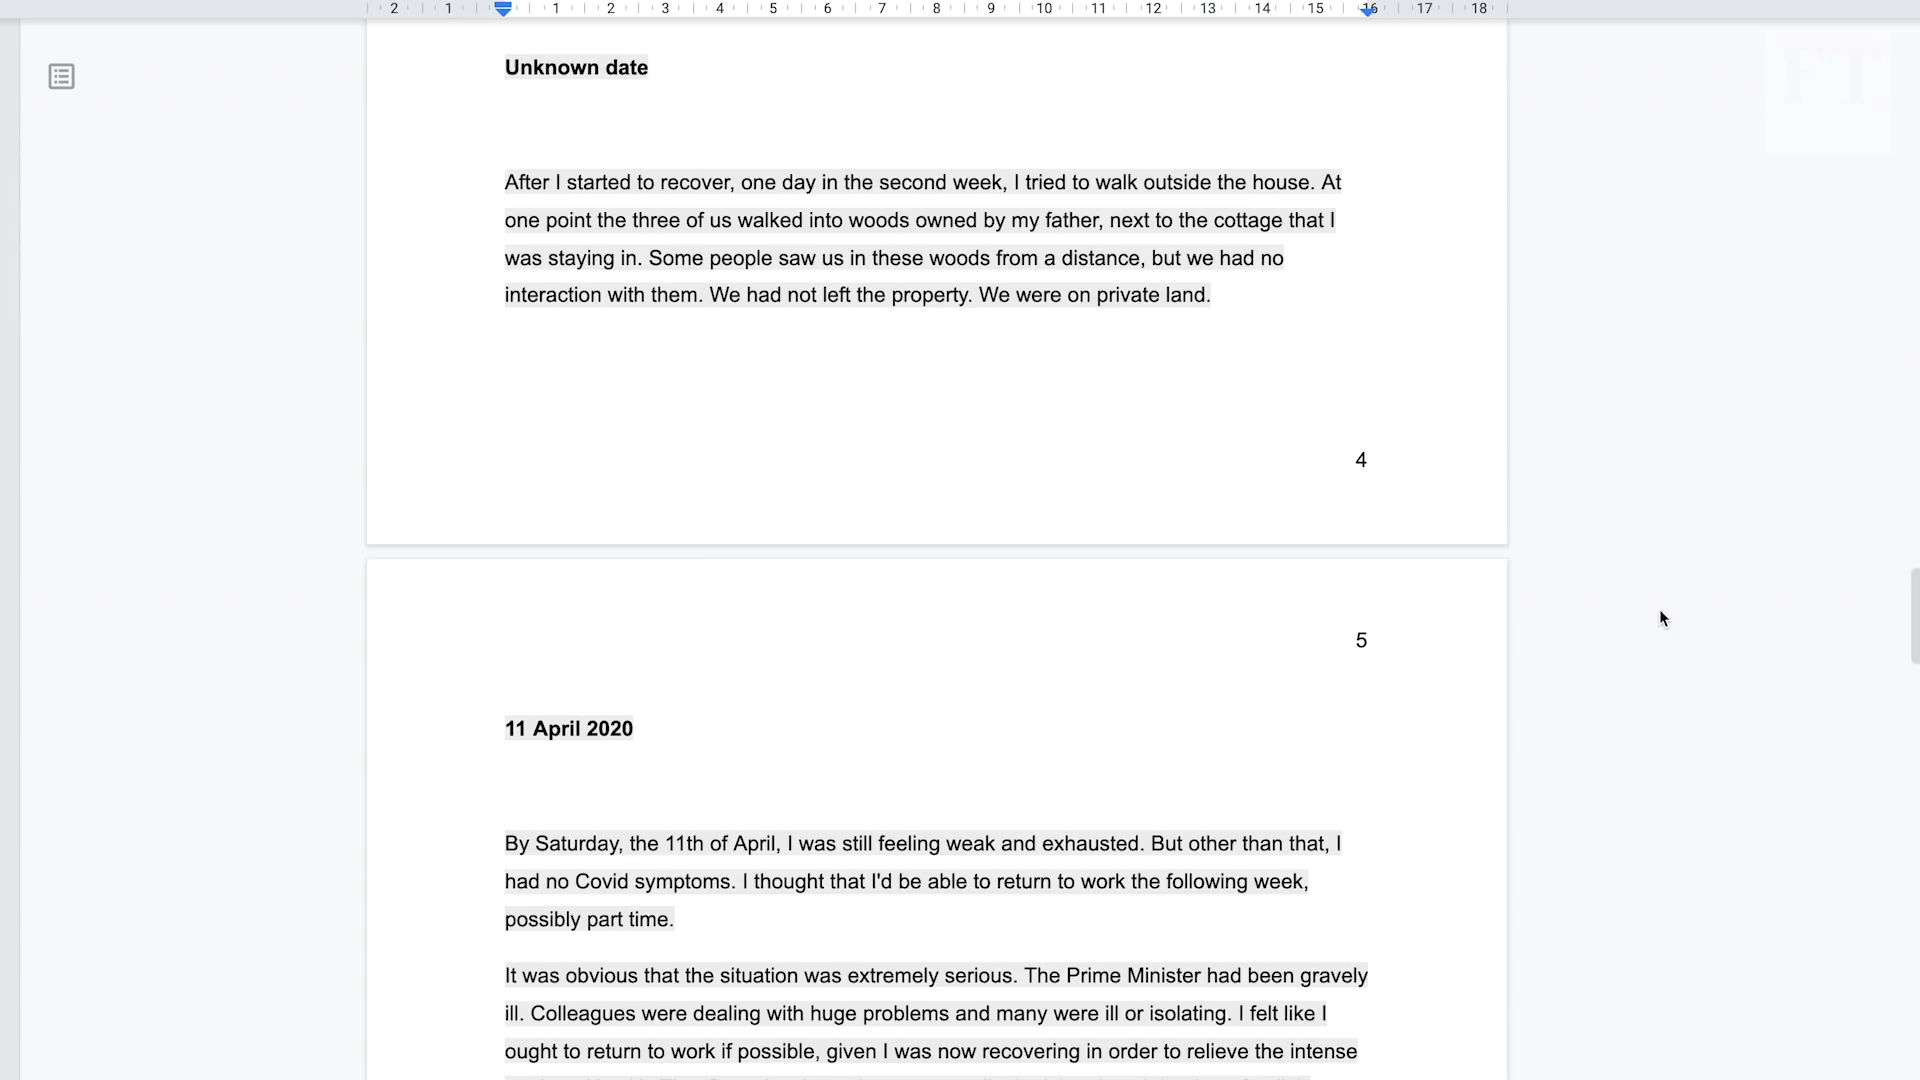 2 1 1 2 3 4 5 6 7 8 9 10 11 12 13 14 15 16 17 18
FT
Unknown date
After I started to recover, one day in the second week, I tried to walk outside the house. At
one point the three of us walked into woods owned by my father, next to the cottage that I
was staying in. Some people saw us in these woods from a distance, but we had no
interaction with them. We had not left the property. We were on private land.
4
5
11 April 2020
By Saturday, the 11th of April, I was still feeling weak and exhausted. But other than that, I
had no Covid symptoms. I thought that I'd be able to return to work the following week,
possibly part time.
It was obvious that the situation was extremely serious. The Prime Minister had been gravely
ill. Colleagues were dealing with huge problems and many were ill or isolating. I felt like I
ought to return to work if possible, given I was now recovering in order to relieve the intense